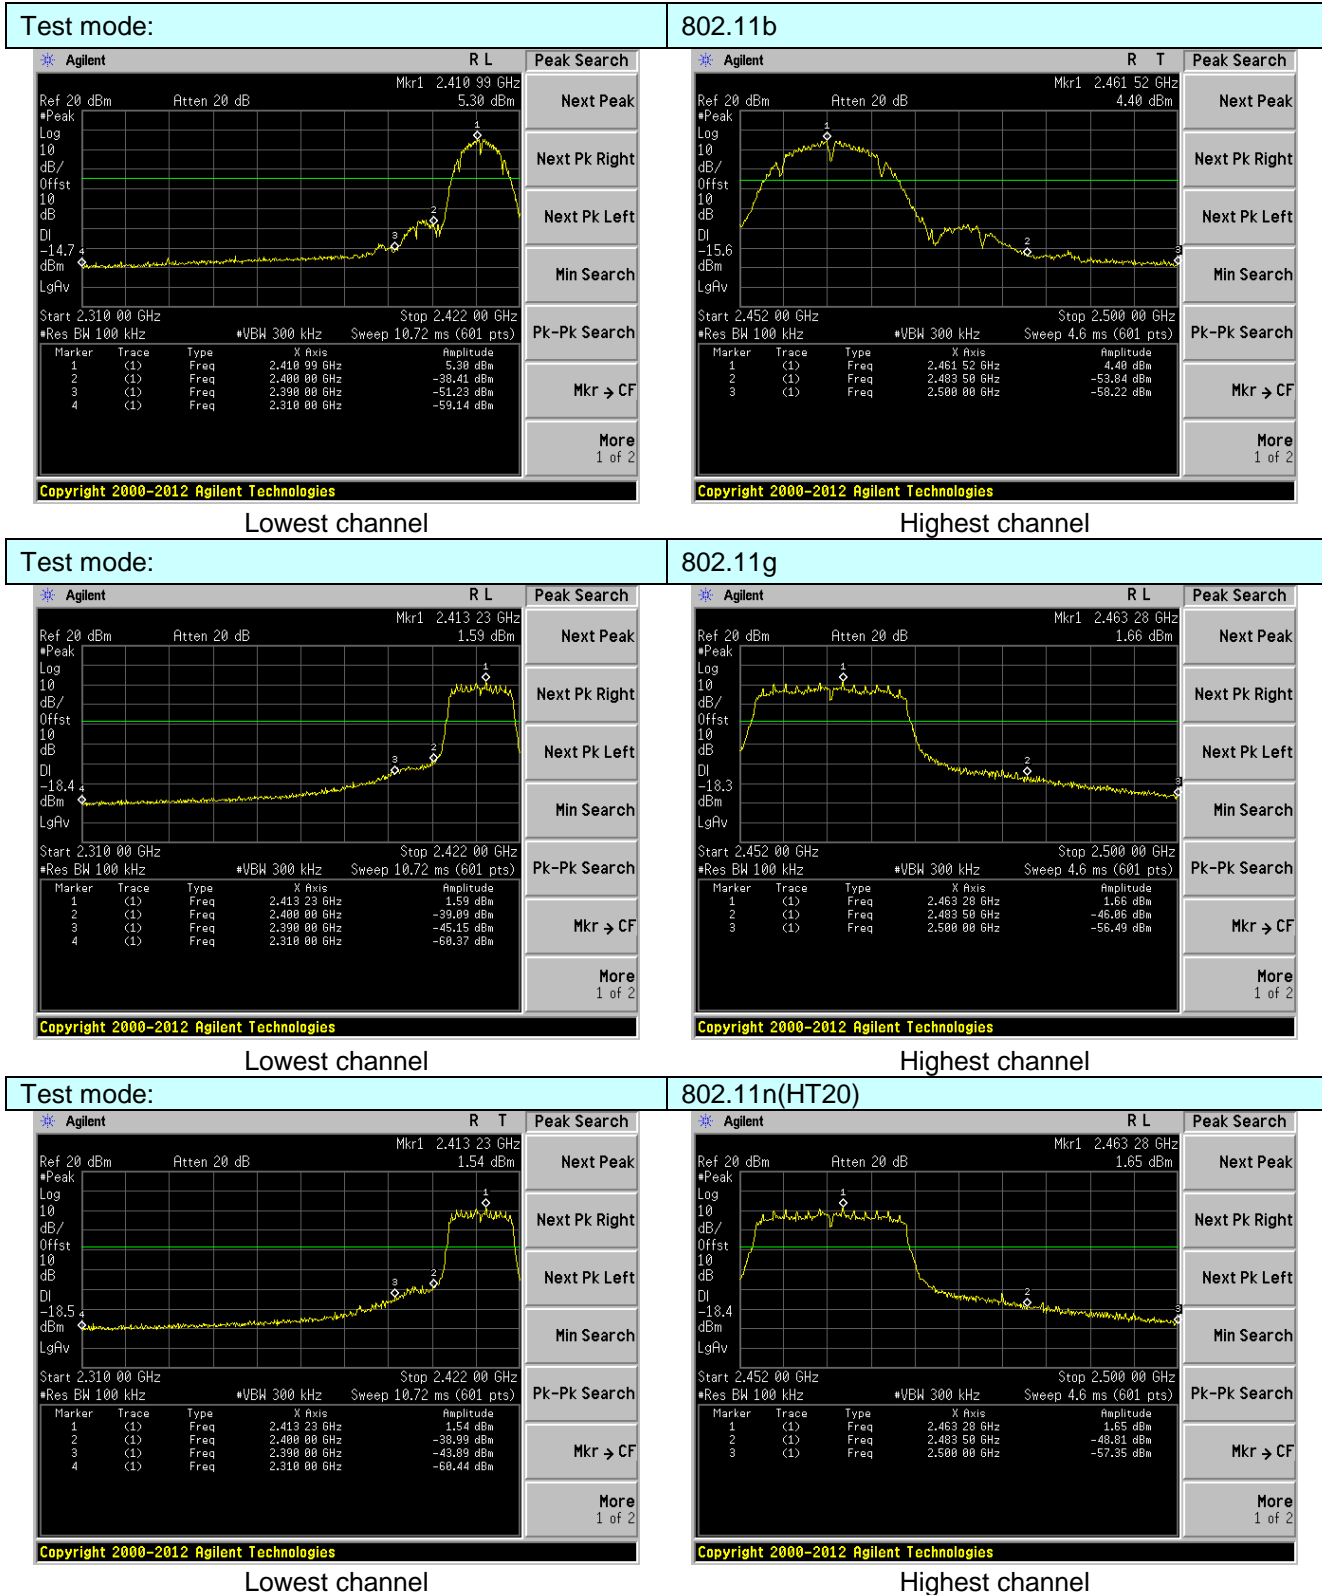 Test mode: 802.11b
Agilent R L Peak Search
Mkr1 2.410 99 GHz
Ref 20 dBm Atten 20 dB 5.30 dBm
#Peak
Log
10
dB/
Offst
10
dB
DI
-14.7
dBm
LgAv
1
2
3
4
Start 2.310 00 GHz Stop 2.422 00 GHz
#Res BW 100 kHz #VBW 300 kHz Sweep 10.72 ms (601 pts)
Marker Trace Type X Axis Amplitude
1 (1) Freq 2.410 99 GHz 5.30 dBm
2 (1) Freq 2.400 00 GHz -38.41 dBm
3 (1) Freq 2.390 00 GHz -51.23 dBm
4 (1) Freq 2.310 00 GHz -59.14 dBm
Next Peak
Next Pk Right
Next Pk Left
Min Search
Pk-Pk Search
Mkr → CF
More
1 of 2
Copyright 2000-2012 Agilent Technologies
Lowest channel
Agilent R T Peak Search
Mkr1 2.461 52 GHz
Ref 20 dBm Atten 20 dB 4.40 dBm
#Peak
Log
10
dB/
Offst
10
dB
DI
-15.6
dBm
LgAv
1
2
3
Start 2.452 00 GHz Stop 2.500 00 GHz
#Res BW 100 kHz #VBW 300 kHz Sweep 4.6 ms (601 pts)
Marker Trace Type X Axis Amplitude
1 (1) Freq 2.461 52 GHz 4.40 dBm
2 (1) Freq 2.483 50 GHz -53.84 dBm
3 (1) Freq 2.500 00 GHz -58.22 dBm
Next Peak
Next Pk Right
Next Pk Left
Min Search
Pk-Pk Search
Mkr → CF
More
1 of 2
Copyright 2000-2012 Agilent Technologies
Highest channel
Test mode: 802.11g
Agilent R L Peak Search
Mkr1 2.413 23 GHz
Ref 20 dBm Atten 20 dB 1.59 dBm
#Peak
Log
10
dB/
Offst
10
dB
DI
-18.4
dBm
LgAv
1
2
3
4
Start 2.310 00 GHz Stop 2.422 00 GHz
#Res BW 100 kHz #VBW 300 kHz Sweep 10.72 ms (601 pts)
Marker Trace Type X Axis Amplitude
1 (1) Freq 2.413 23 GHz 1.59 dBm
2 (1) Freq 2.400 00 GHz -39.09 dBm
3 (1) Freq 2.390 00 GHz -45.15 dBm
4 (1) Freq 2.310 00 GHz -60.37 dBm
Next Peak
Next Pk Right
Next Pk Left
Min Search
Pk-Pk Search
Mkr → CF
More
1 of 2
Copyright 2000-2012 Agilent Technologies
Lowest channel
Agilent R L Peak Search
Mkr1 2.463 28 GHz
Ref 20 dBm Atten 20 dB 1.66 dBm
#Peak
Log
10
dB/
Offst
10
dB
DI
-18.3
dBm
LgAv
1
2
3
Start 2.452 00 GHz Stop 2.500 00 GHz
#Res BW 100 kHz #VBW 300 kHz Sweep 4.6 ms (601 pts)
Marker Trace Type X Axis Amplitude
1 (1) Freq 2.463 28 GHz 1.66 dBm
2 (1) Freq 2.483 50 GHz -46.06 dBm
3 (1) Freq 2.500 00 GHz -56.49 dBm
Next Peak
Next Pk Right
Next Pk Left
Min Search
Pk-Pk Search
Mkr → CF
More
1 of 2
Copyright 2000-2012 Agilent Technologies
Highest channel
Test mode: 802.11n(HT20)
Agilent R T Peak Search
Mkr1 2.413 23 GHz
Ref 20 dBm Atten 20 dB 1.54 dBm
#Peak
Log
10
dB/
Offst
10
dB
DI
-18.5
dBm
LgAv
1
2
3
4
Start 2.310 00 GHz Stop 2.422 00 GHz
#Res BW 100 kHz #VBW 300 kHz Sweep 10.72 ms (601 pts)
Marker Trace Type X Axis Amplitude
1 (1) Freq 2.413 23 GHz 1.54 dBm
2 (1) Freq 2.400 00 GHz -38.99 dBm
3 (1) Freq 2.390 00 GHz -43.89 dBm
4 (1) Freq 2.310 00 GHz -60.44 dBm
Next Peak
Next Pk Right
Next Pk Left
Min Search
Pk-Pk Search
Mkr → CF
More
1 of 2
Copyright 2000-2012 Agilent Technologies
Lowest channel
Agilent R L Peak Search
Mkr1 2.463 28 GHz
Ref 20 dBm Atten 20 dB 1.65 dBm
#Peak
Log
10
dB/
Offst
10
dB
DI
-18.4
dBm
LgAv
1
2
3
Start 2.452 00 GHz Stop 2.500 00 GHz
#Res BW 100 kHz #VBW 300 kHz Sweep 4.6 ms (601 pts)
Marker Trace Type X Axis Amplitude
1 (1) Freq 2.463 28 GHz 1.65 dBm
2 (1) Freq 2.483 50 GHz -48.81 dBm
3 (1) Freq 2.500 00 GHz -57.35 dBm
Next Peak
Next Pk Right
Next Pk Left
Min Search
Pk-Pk Search
Mkr → CF
More
1 of 2
Copyright 2000-2012 Agilent Technologies
Highest channel